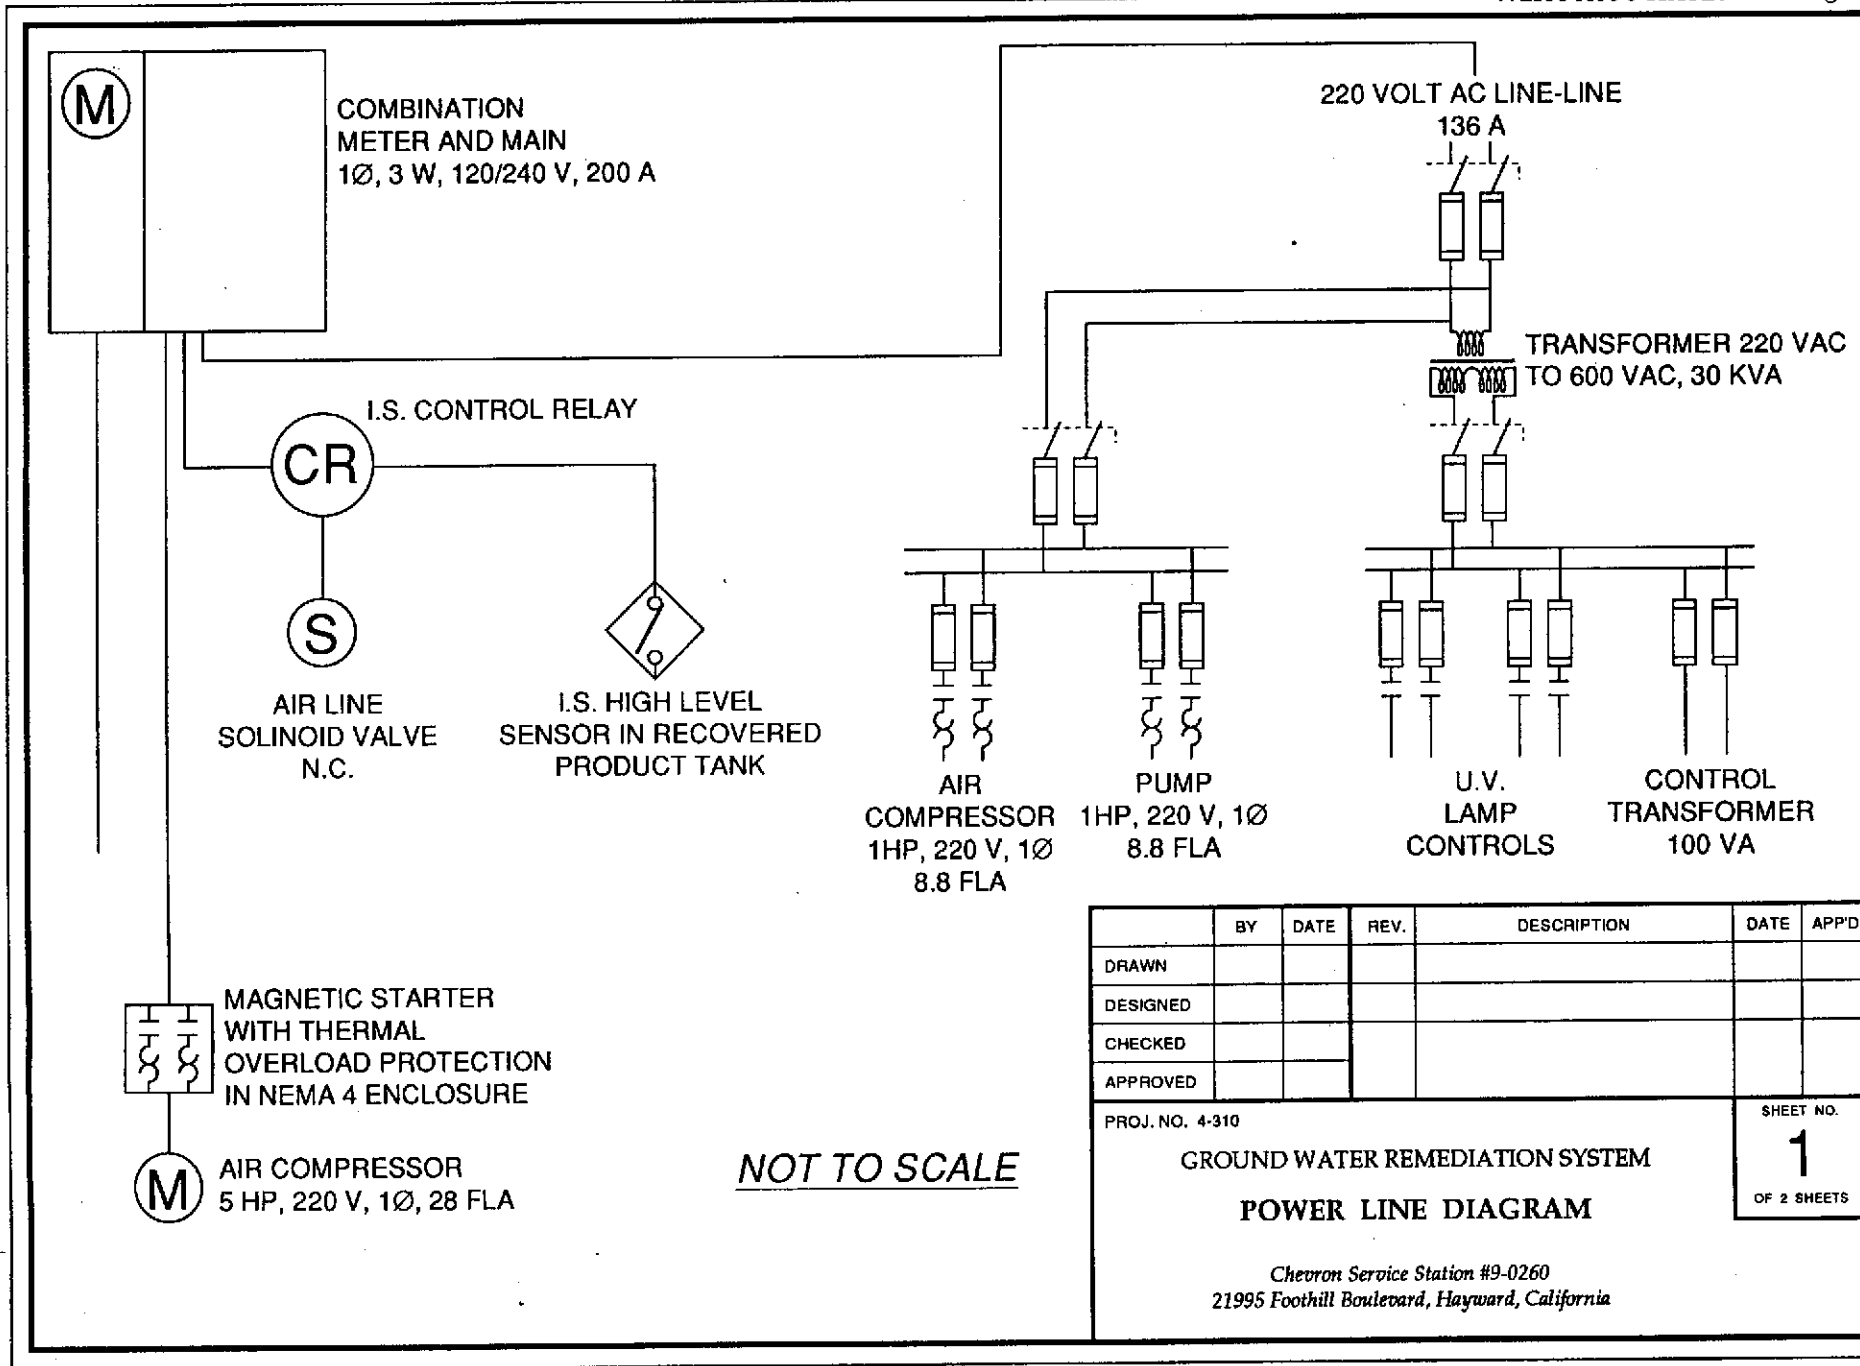 M
COMBINATION
METER AND MAIN
1Ø, 3 W, 120/240 V, 200 A
220 VOLT AC LINE-LINE
136 A
TRANSFORMER 220 VAC
TO 600 VAC, 30 KVA
I.S. CONTROL RELAY
CR
S
AIR LINE
SOLINOID VALVE
N.C.
I.S. HIGH LEVEL
SENSOR IN RECOVERED
PRODUCT TANK
AIR
COMPRESSOR
1HP, 220 V, 1Ø
8.8 FLA
PUMP
1HP, 220 V, 1Ø
8.8 FLA
U.V.
LAMP
CONTROLS
CONTROL
TRANSFORMER
100 VA
MAGNETIC STARTER
WITH THERMAL
OVERLOAD PROTECTION
IN NEMA 4 ENCLOSURE
M
AIR COMPRESSOR
5 HP, 220 V, 1Ø, 28 FLA
NOT TO SCALE
BY DATE REV. DESCRIPTION DATE APP'D
DRAWN
DESIGNED
CHECKED
APPROVED
PROJ. NO. 4-310
GROUND WATER REMEDIATION SYSTEM
POWER LINE DIAGRAM
Chevron Service Station #9-0260
21995 Foothill Boulevard, Hayward, California
SHEET NO.
1
OF 2 SHEETS